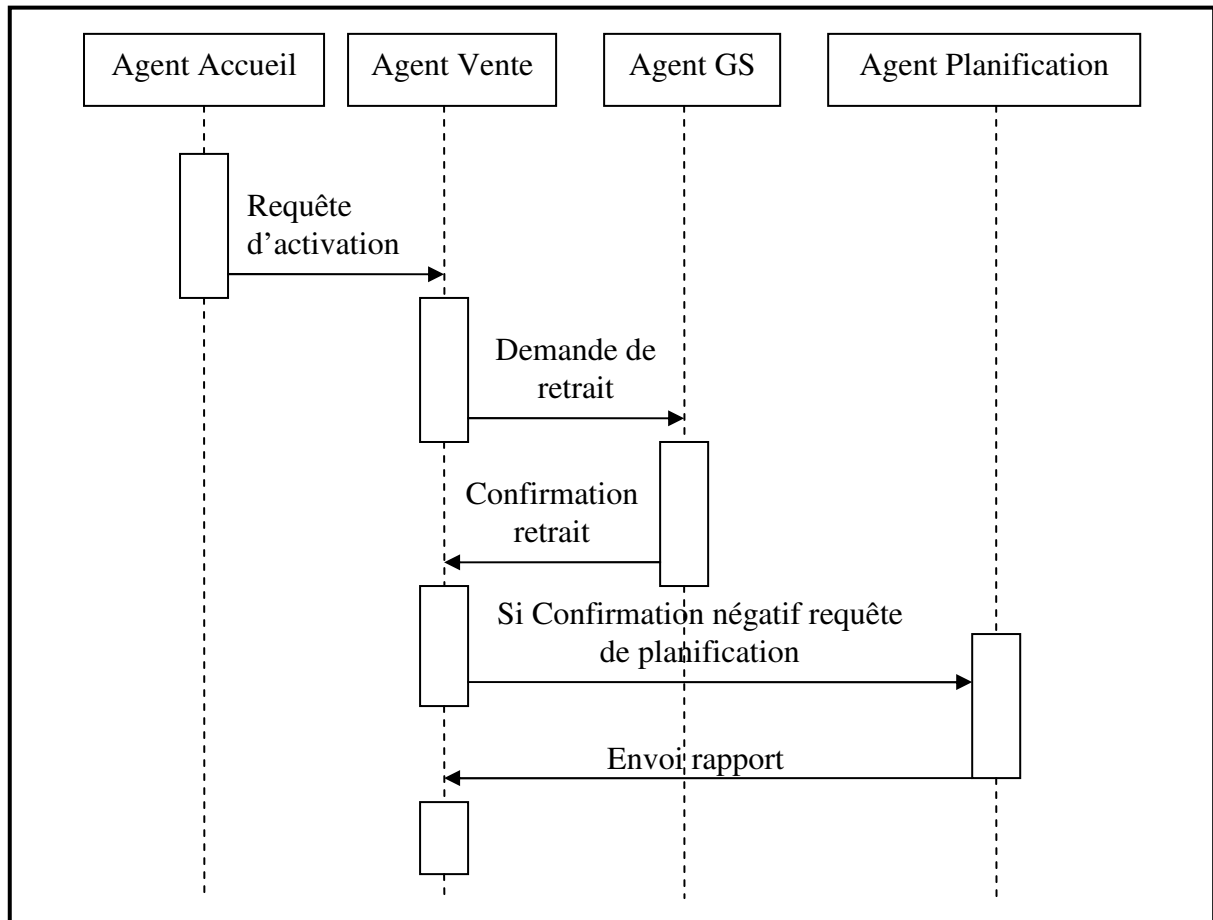 Agent Accueil
Agent Vente
Agent GS
Agent Planification
Requête
d’activation
Demande de
retrait
Confirmation
retrait
Si Confirmation négatif requête
de planification
Envoi rapport